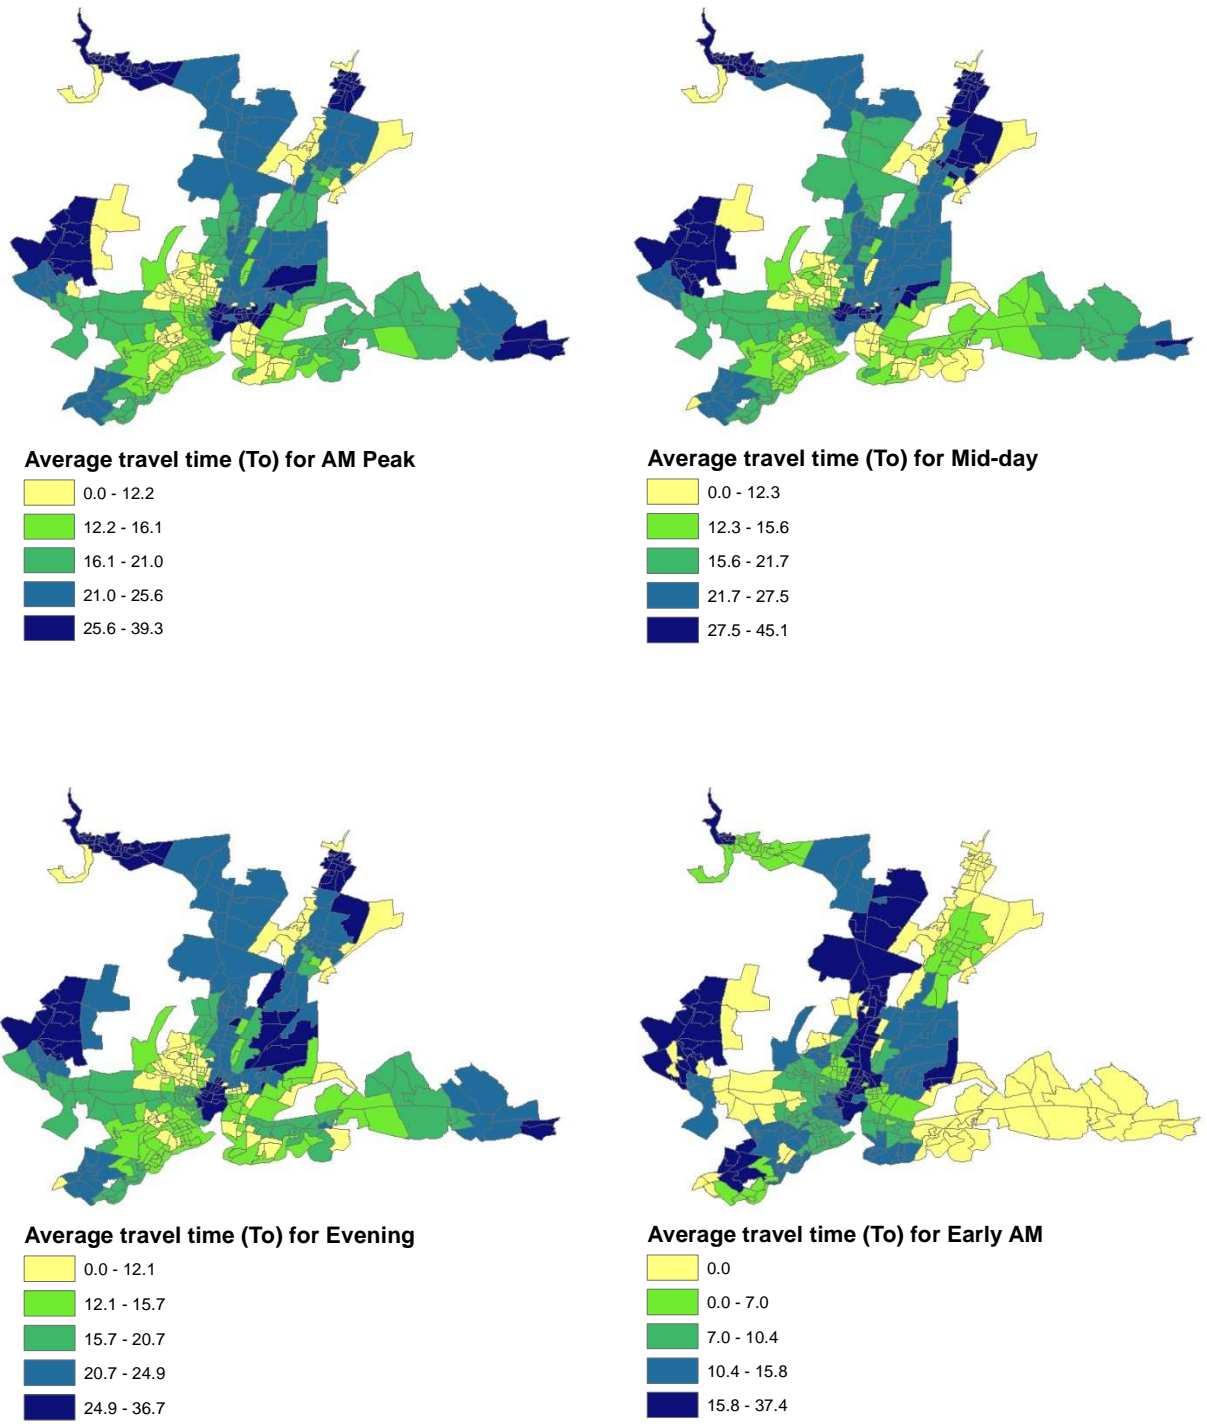 Average travel time (To) for AM Peak
0.0 - 12.2
12.2 - 16.1
16.1 - 21.0
21.0 - 25.6
25.6 - 39.3
Average travel time (To) for Mid-day
0.0 - 12.3
12.3 - 15.6
15.6 - 21.7
21.7 - 27.5
27.5 - 45.1
Average travel time (To) for Evening
0.0 - 12.1
12.1 - 15.7
15.7 - 20.7
20.7 - 24.9
24.9 - 36.7
Average travel time (To) for Early AM
0.0
0.0 - 7.0
7.0 - 10.4
10.4 - 15.8
15.8 - 37.4